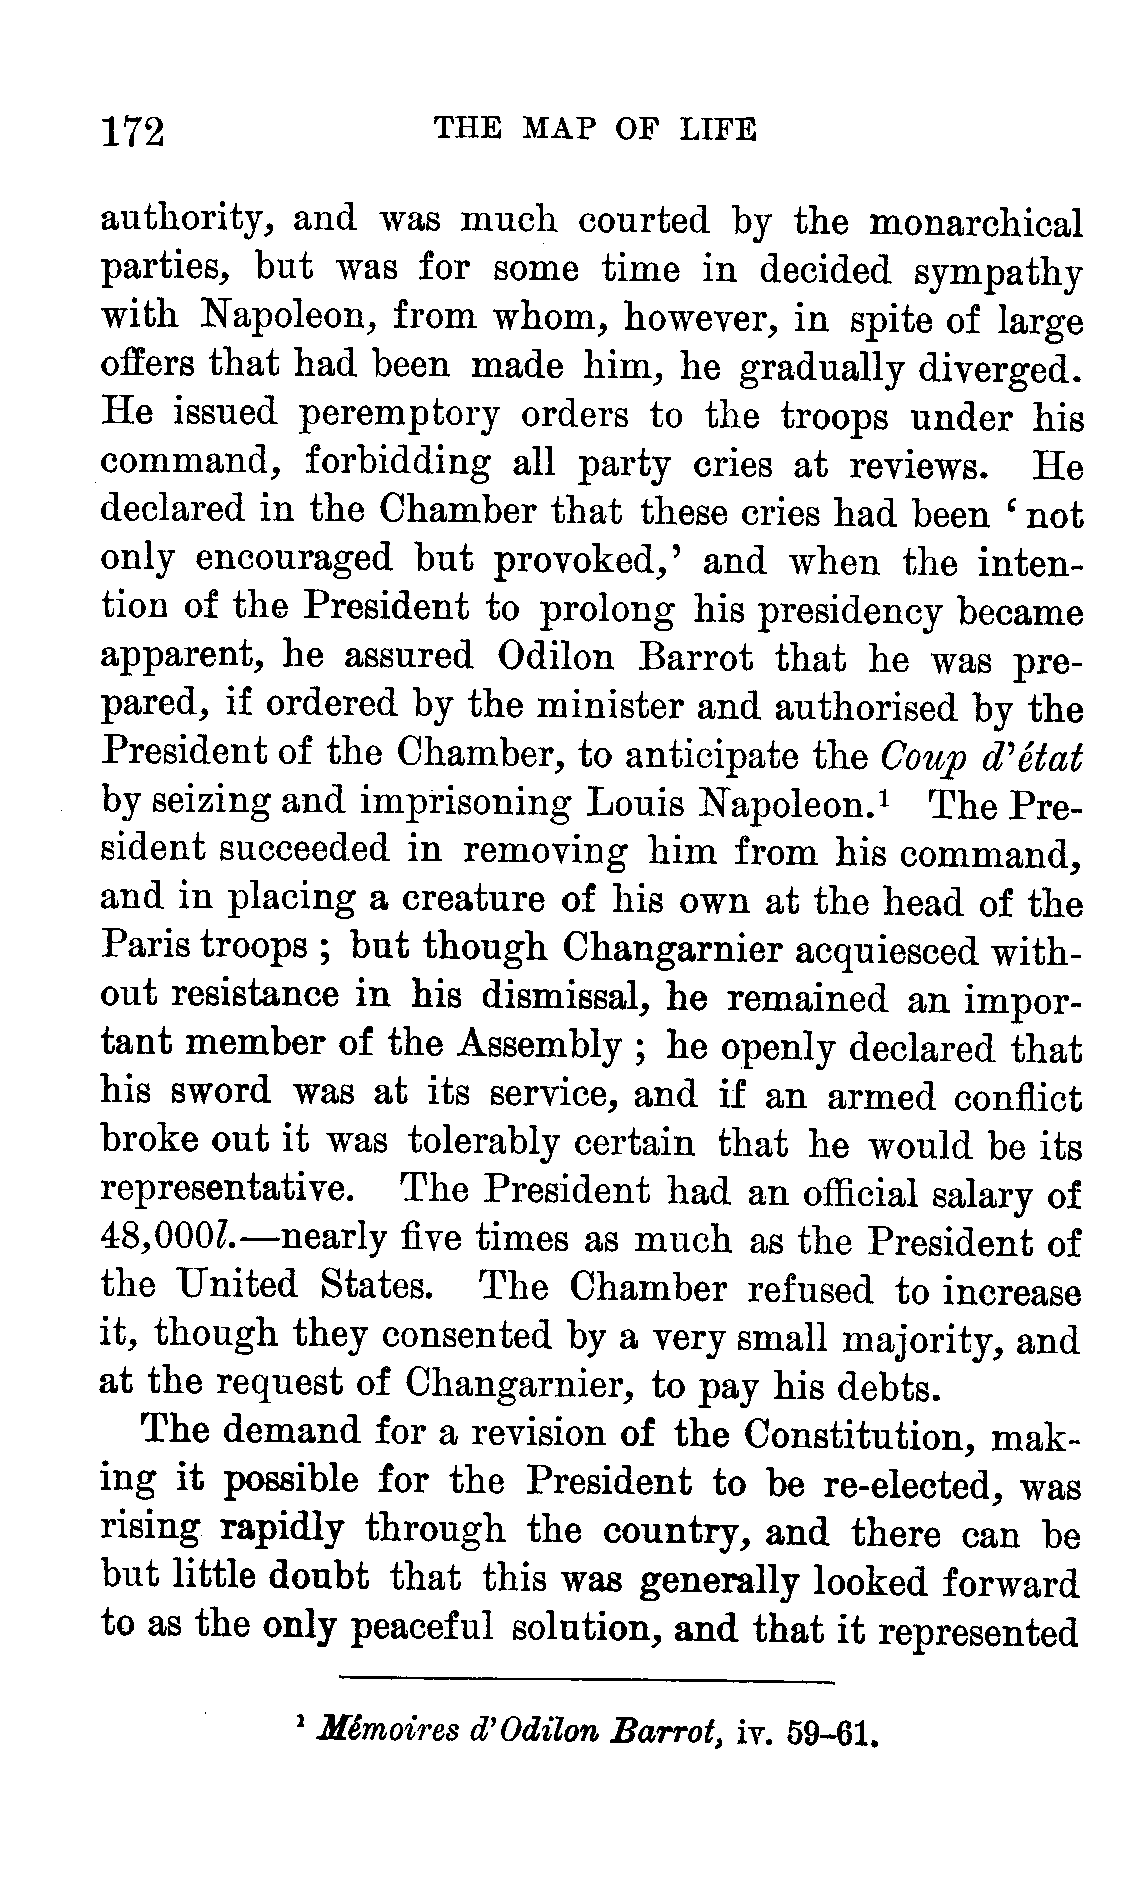 172 THE MAP OF LIFE
authority, and was much courted by the monarchical
parties, but was for some time in decided sympathy
with Napoleon, from whom, however, in spite of large
offers that had been made him, he gradually diverged.
He issued peremptory orders to the troops under his
command, forbidding all party cries at reviews. He
declared in the Chamber that these cries had been ‘ not
only encouraged but provoked,’ and when the inten-
tion of the President to prolong his presidency became
apparent, he assured Odilon Barrot that he was pre-
pared, if ordered by the minister and authorised by the
President of the Chamber, to anticipate the Coup d’état
by seizing and imprisoning Louis Napoleon.¹ The Pre-
sident succeeded in removing him from his command,
and in placing a creature of his own at the head of the
Paris troops ; but though Changarnier acquiesced with-
out resistance in his dismissal, he remained an impor-
tant member of the Assembly ; he openly declared that
his sword was at its service, and if an armed conflict
broke out it was tolerably certain that he would be its
representative. The President had an official salary of
48,000l.—nearly five times as much as the President of
the United States. The Chamber refused to increase
it, though they consented by a very small majority, and
at the request of Changarnier, to pay his debts.
The demand for a revision of the Constitution, mak-
ing it possible for the President to be re-elected, was
rising rapidly through the country, and there can be
but little doubt that this was generally looked forward
to as the only peaceful solution, and that it represented
¹ Mémoires d’Odilon Barrot, iv. 59–61.